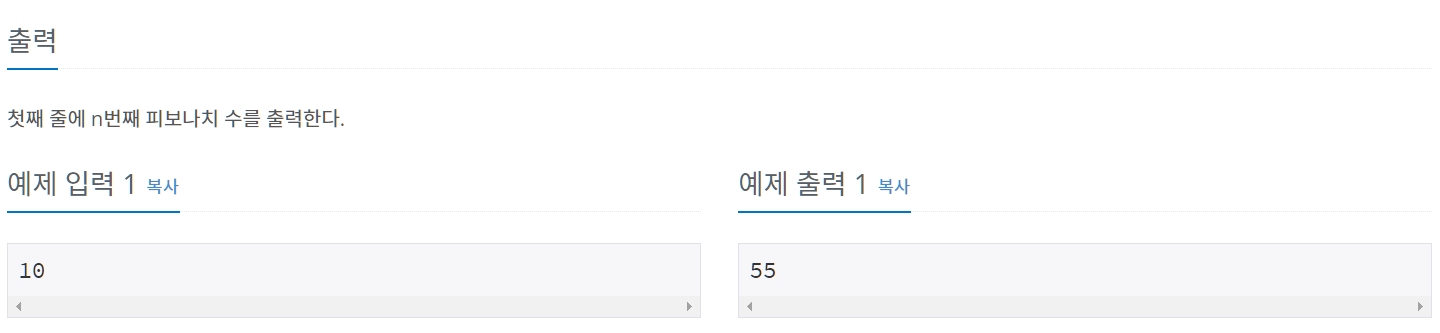 출력
첫째 줄에 n번째 피보나치 수를 출력한다.
예제 입력 1 복사
10
예제 출력 1 복사
55